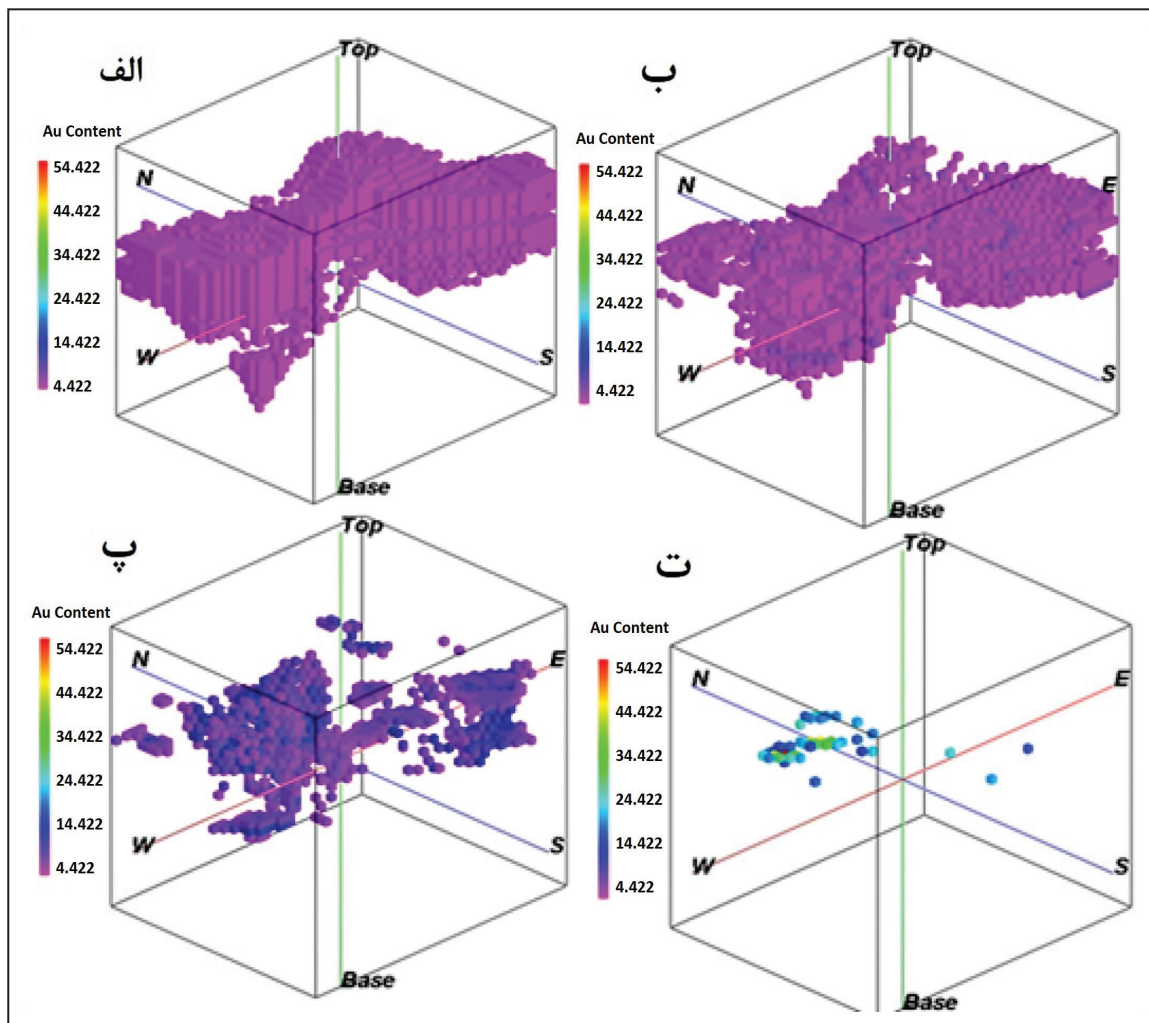 الف
Top
Au Content
54.422
44.422
34.422
24.422
14.422
4.422
N
W
S
Base
ب
Top
Au Content
54.422
44.422
34.422
24.422
14.422
4.422
N
E
W
S
Base
پ
Top
Au Content
54.422
44.422
34.422
24.422
14.422
4.422
N
E
W
S
Base
ت
Top
Au Content
54.422
44.422
34.422
24.422
14.422
4.422
N
E
W
S
Base